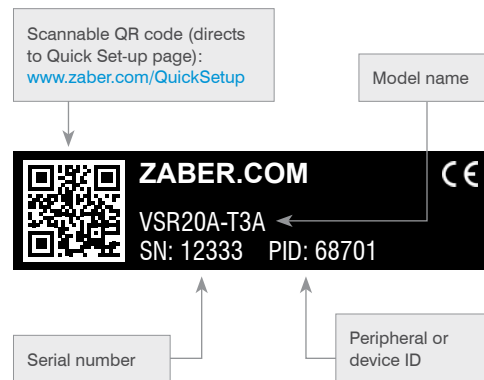 Scannable QR code (directs
to Quick Set-up page):
www.zaber.com/QuickSetup
Model name
ZABER.COM
CE
VSR20A-T3A
SN: 12333 PID: 68701
Serial number
Peripheral or
device ID